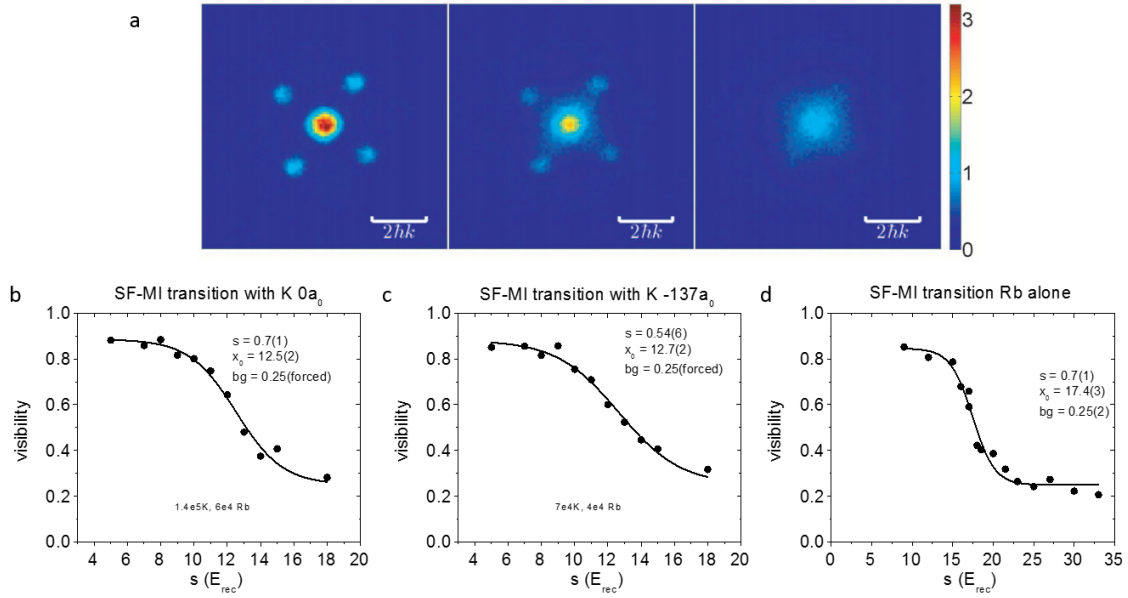 a
3
2
1
0
2ħk
2ħk
2ħk
b
SF-MI transition with K 0a₀
visibility
1.0
0.8
0.6
0.4
0.2
0.0
s = 0.7(1)
x₀ = 12.5(2)
bg = 0.25(forced)
1.4e5K, 6e4 Rb
4 6 8 10 12 14 16 18 20
s (E_rec)
c
SF-MI transition with K -137a₀
visibility
1.0
0.8
0.6
0.4
0.2
0.0
s = 0.54(6)
x₀ = 12.7(2)
bg = 0.25(forced)
7e4K, 4e4 Rb
4 6 8 10 12 14 16 18 20
s (E_rec)
d
SF-MI transition Rb alone
visibility
1.0
0.8
0.6
0.4
0.2
0.0
s = 0.7(1)
x₀ = 17.4(3)
bg = 0.25(2)
0 5 10 15 20 25 30 35
s (E_rec)